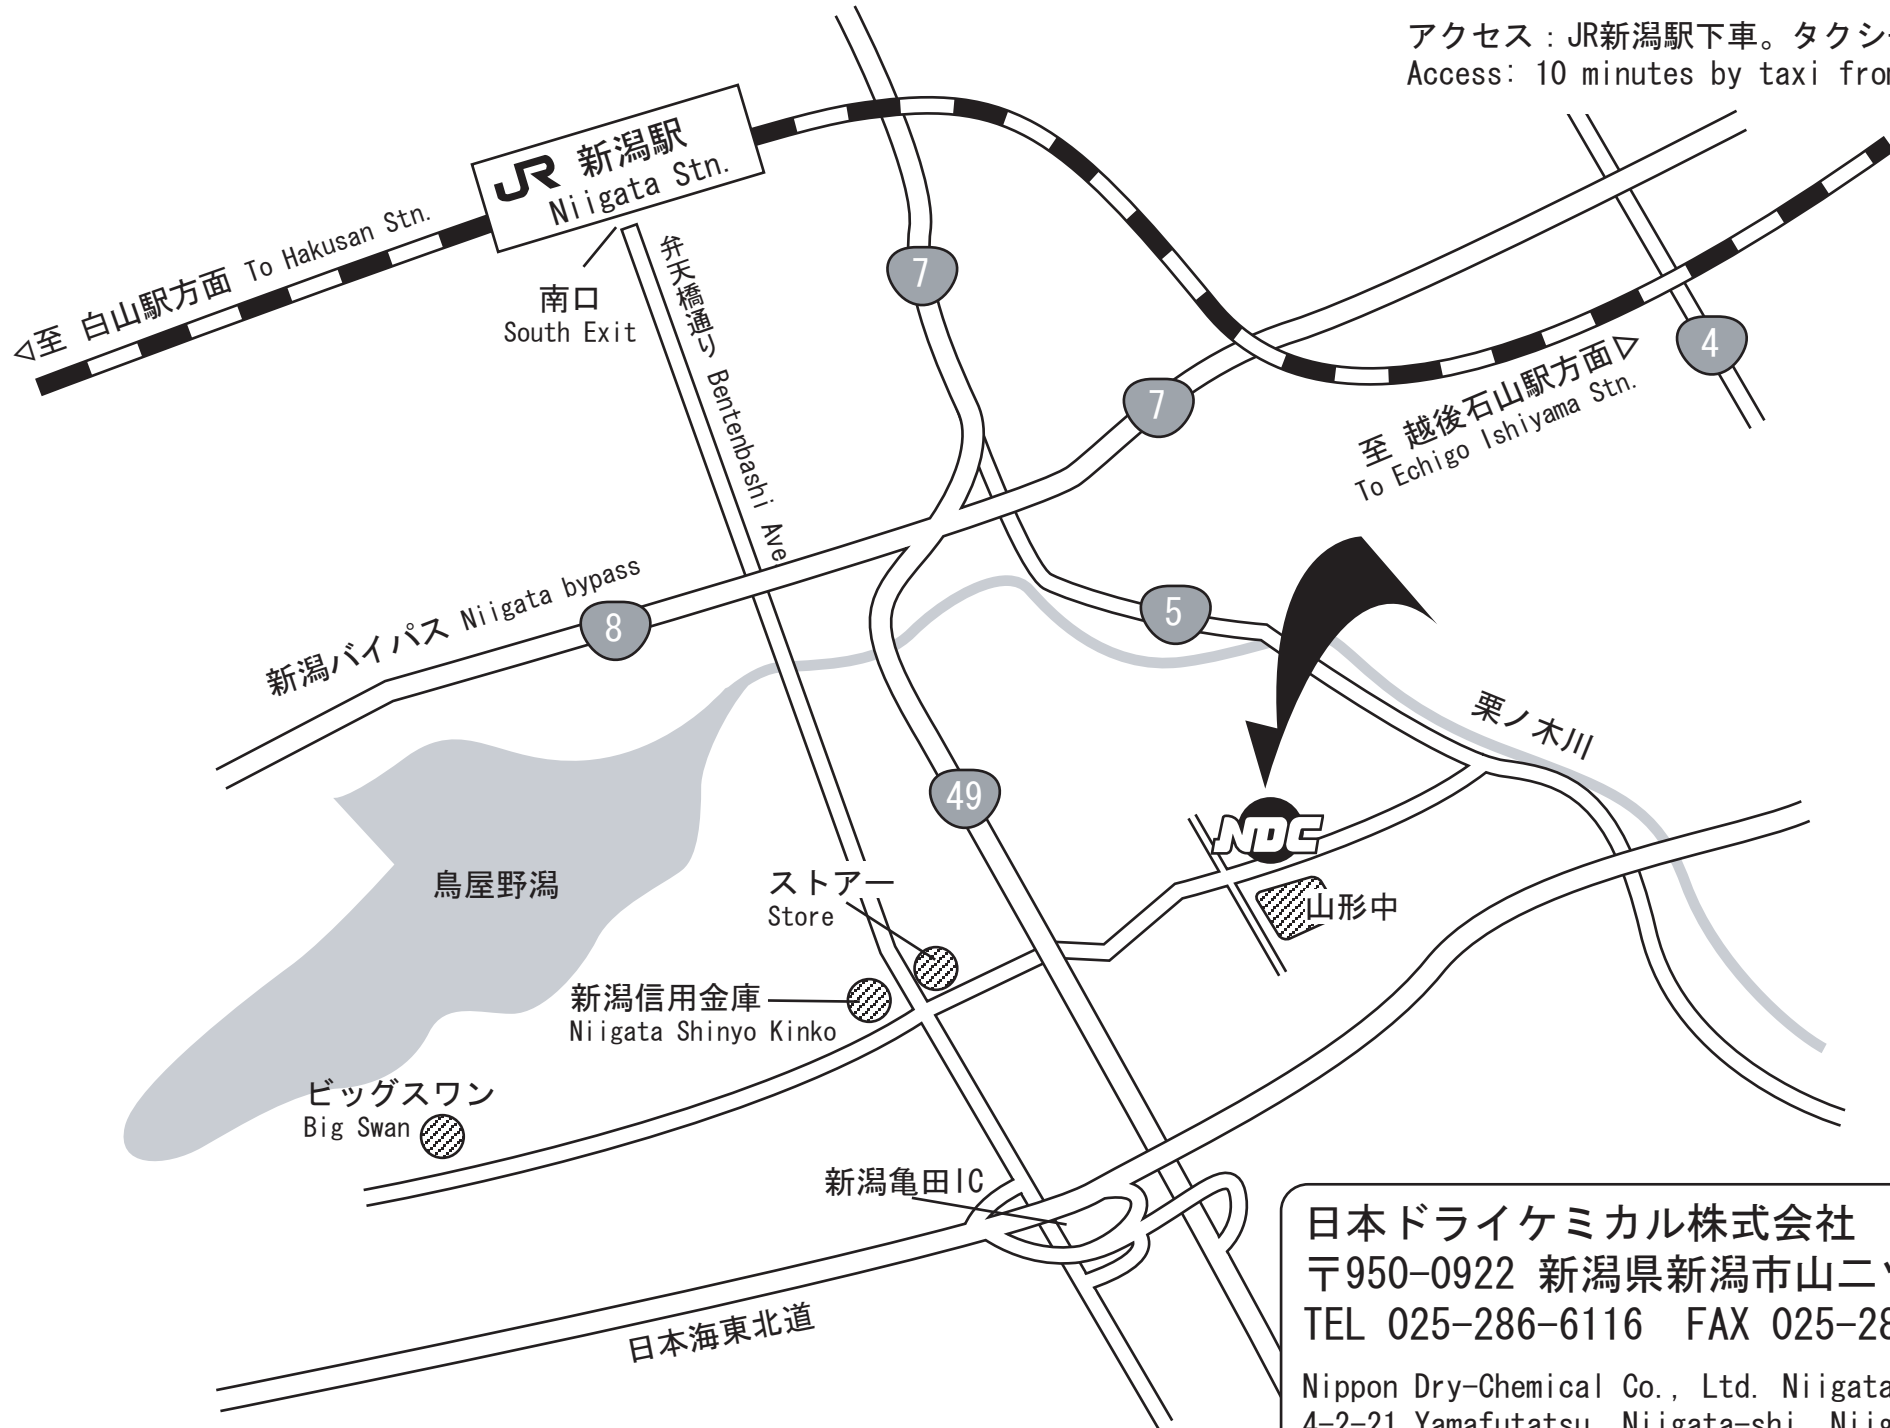 アクセス：JR新潟駅下車。タクシ
Access: 10 minutes by taxi from
JR 新潟駅
Niigata Stn.
◁至 白山駅方面 To Hakusan Stn.
南口
South Exit
弁天橋通り Bentenbashi Ave
7
4
7
至 越後石山駅方面▷
To Echigo Ishiyama Stn.
新潟バイパス Niigata bypass
8
5
栗ノ木川
49
NDC
鳥屋野潟
ストアー
Store
山形中
新潟信用金庫
Niigata Shinyo Kinko
ビッグスワン
Big Swan
新潟亀田IC
日本海東北道
日本ドライケミカル株式会社
〒950-0922 新潟県新潟市山二
TEL 025-286-6116 FAX 025-28
Nippon Dry-Chemical Co., Ltd. Niigata
4-2-21 Yamafutatsu, Niigata-shi, Niig